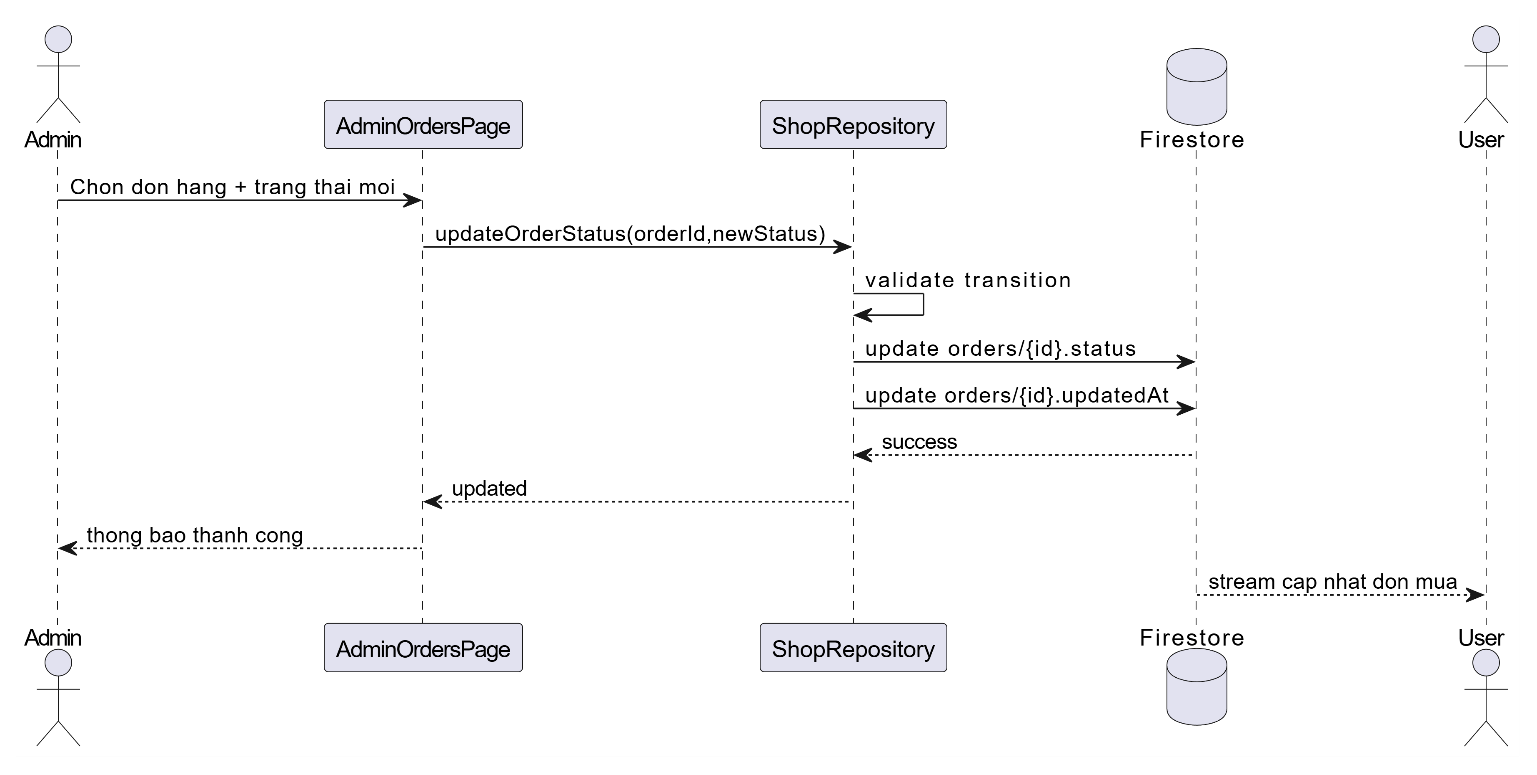 Admin
AdminOrdersPage
ShopRepository
Firestore
User
Chon don hang + trang thai moi
updateOrderStatus(orderId,newStatus)
validate transition
update orders/{id}.status
update orders/{id}.updatedAt
success
updated
thong bao thanh cong
stream cap nhat don mua
Admin
AdminOrdersPage
ShopRepository
Firestore
User